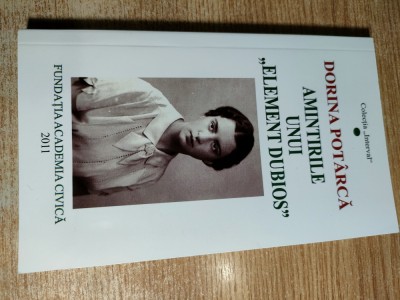 Colecția „Interval”
DORINA POTÂRCĂ
AMINTIRILE
UNUI
„ELEMENT DUBIOS”
FUNDAȚIA ACADEMIA CIVICĂ
2011